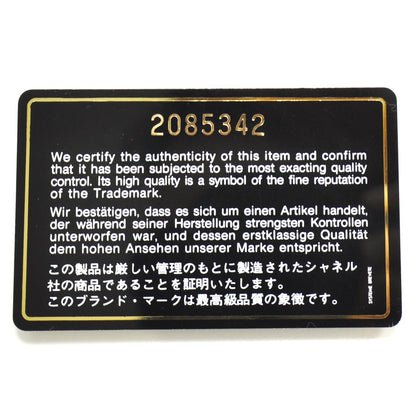 2085342
We certify the authenticity of this item and confirm
that it has been subjected to the most exacting quality
control. Its high quality is a symbol of the fine reputation
of the Trademark.
Wir bestätigen, dass es sich um einen Artikel handelt,
der während seiner Herstellung strengsten Kontrollen
unterworfen war, und dessen erstklassige Qualität
dem hohen Ansehen unserer Marke entspricht.
この製品は厳しい管理のもとに製造されたシャネル
社の商品であることを証明いたします。
このブランド・マークは最高級品質の象徴です。